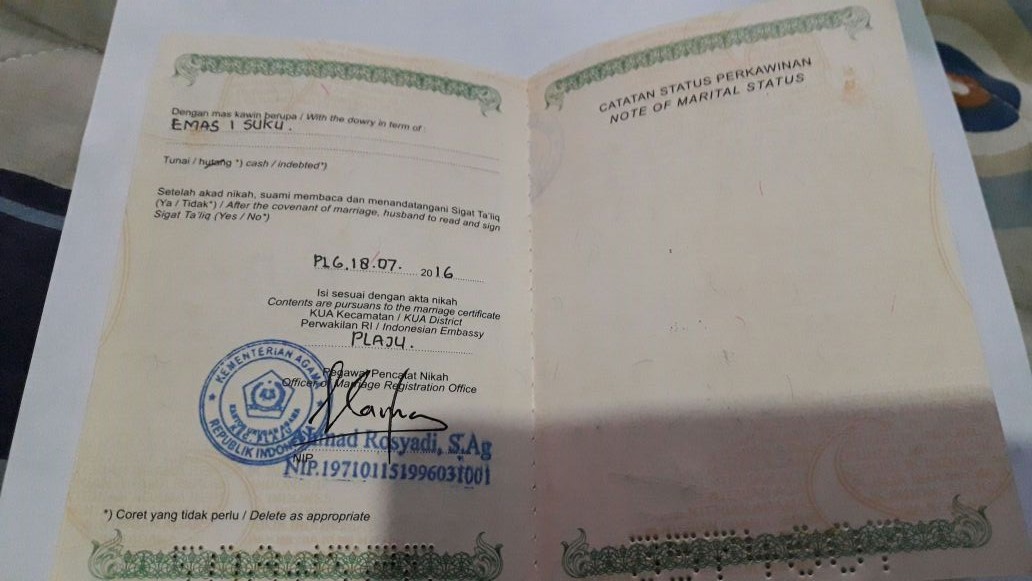 Dengan mas kawin berupa / With the dowry in term of :
EMAS 1 SUKU.
Tunai / hutang *) cash / indebted*)
Setelah akad nikah, suami membaca dan menandatangani Sigat Ta'liq
(Ya / Tidak*) / After the covenant of marriage, husband to read and sign
Sigat Ta'liq (Yes / No*)
PLG, 18.07. 2016
Isi sesuai dengan akta nikah
Contents are pursuans to the marriage certificate
KUA Kecamatan / KUA District
Perwakilan RI / Indonesian Embassy
PLAJU.
Pegawai Pencatat Nikah
Officer of Marriage Registration Office
KEMENTERIAN AGAMA
KANTOR URUSAN AGAMA
KEC. PLAJU
REPUBLIK INDONESIA
Rosyadi, S.Ag
NIP.
NIP.197101151996031001
*) Coret yang tidak perlu / Delete as appropriate
CATATAN STATUS PERKAWINAN
NOTE OF MARITAL STATUS